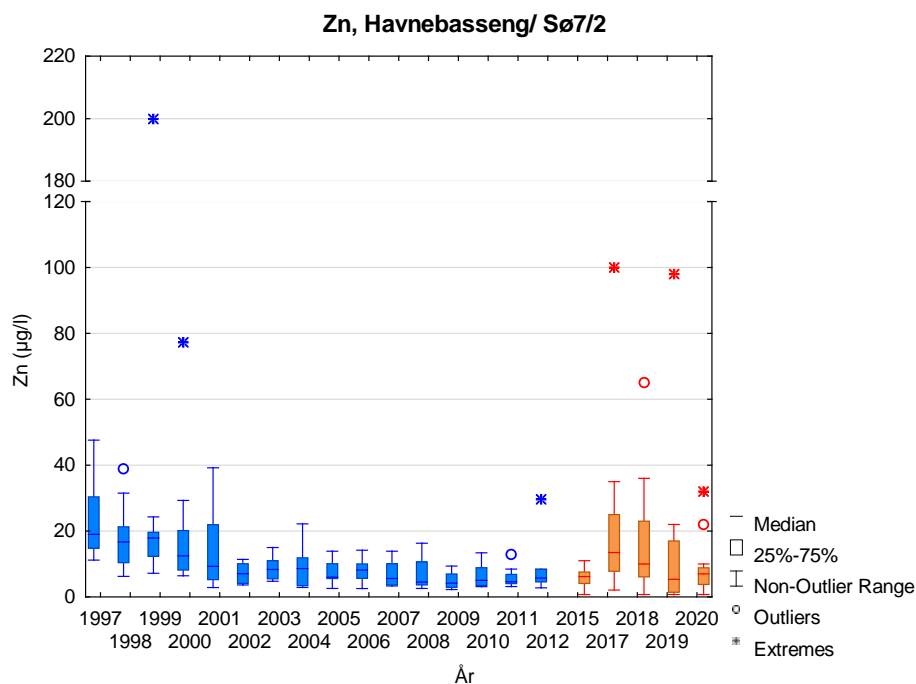 Zn, Havnebasseng/ Sø7/2
220
200
180
120
100
80
60
40
20
0
Zn (µg/l)
1997 1999 2001 2003 2005 2007 2009 2011 2015 2018 2020
1998 2000 2002 2004 2006 2008 2010 2012 2017 2019
År
Median
25%-75%
Non-Outlier Range
Outliers
Extremes